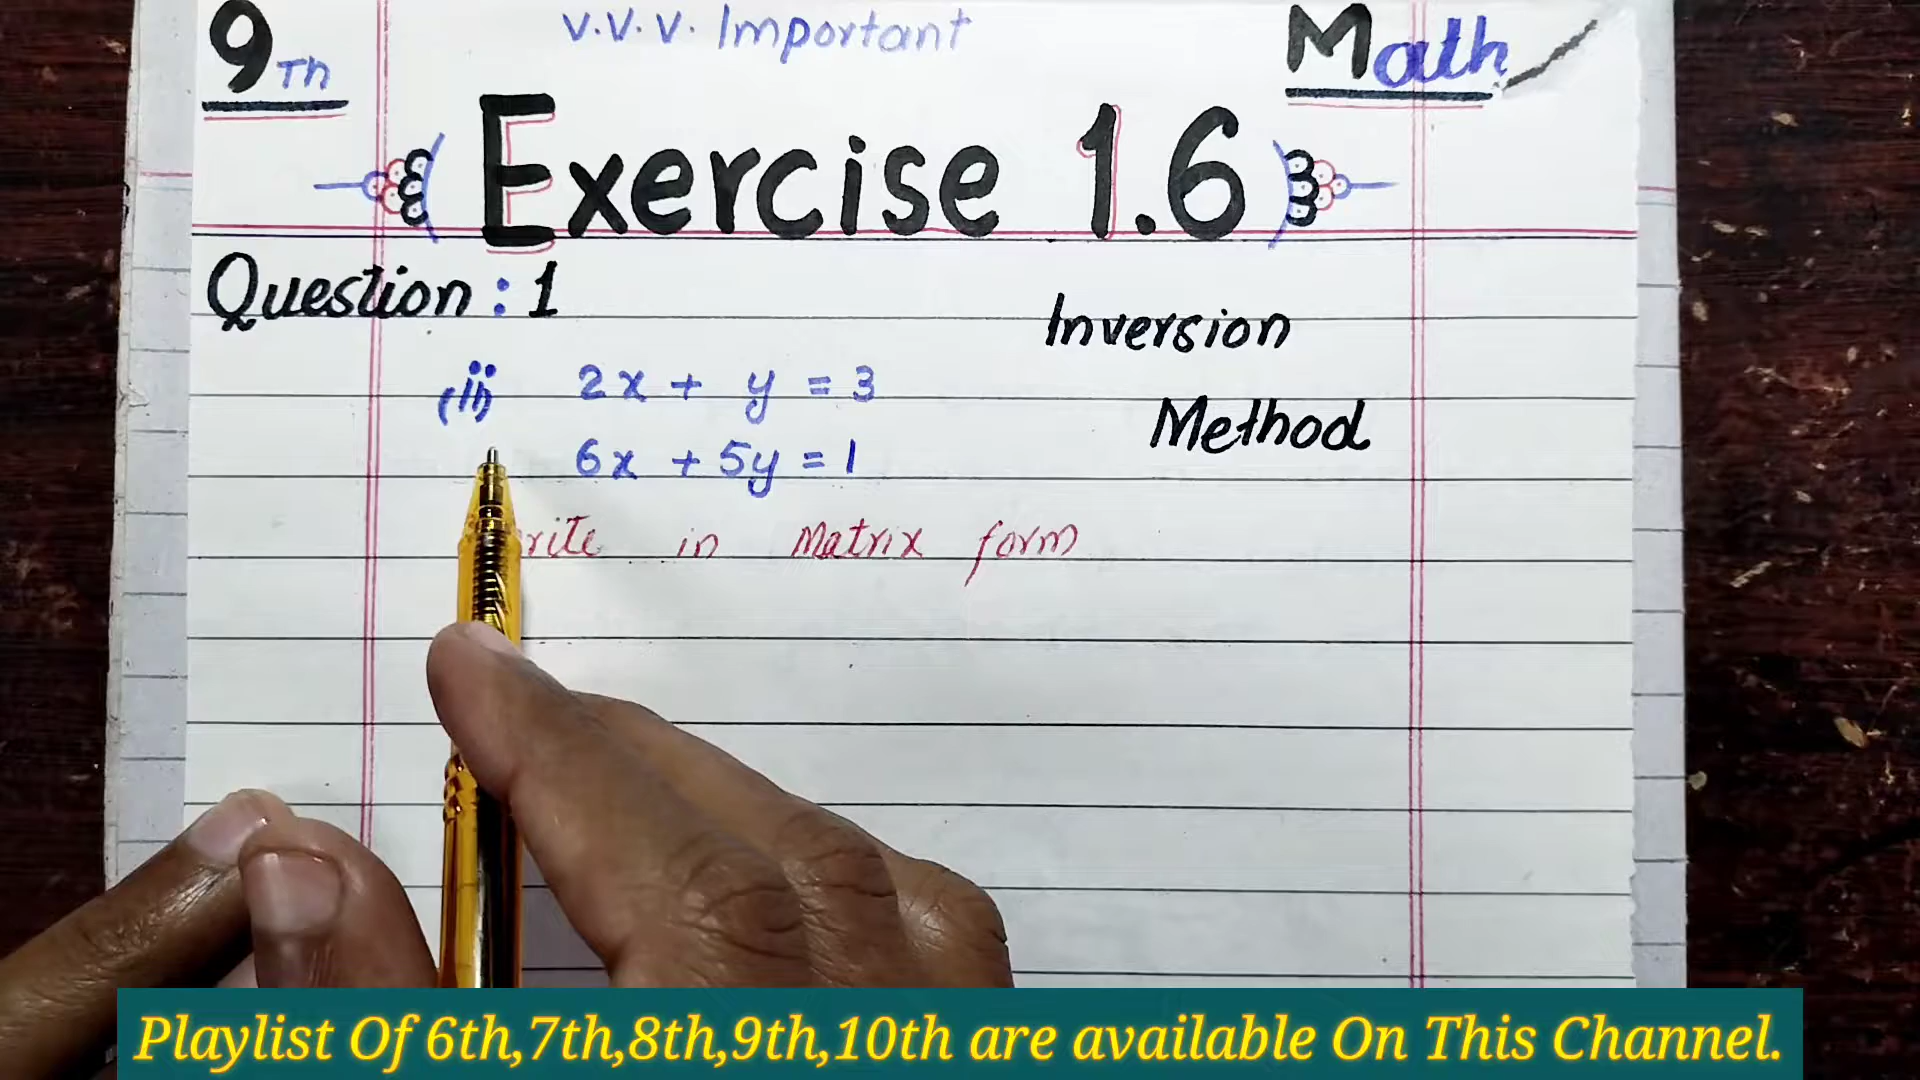 9Th
v.v.v. Important
Math
Exercise 1.6
Question : 1
Inversion
Method
(ii) 2x + y = 3
6x + 5y = 1
in Matrix form
Playlist Of 6th,7th,8th,9th,10th are available On This Channel.